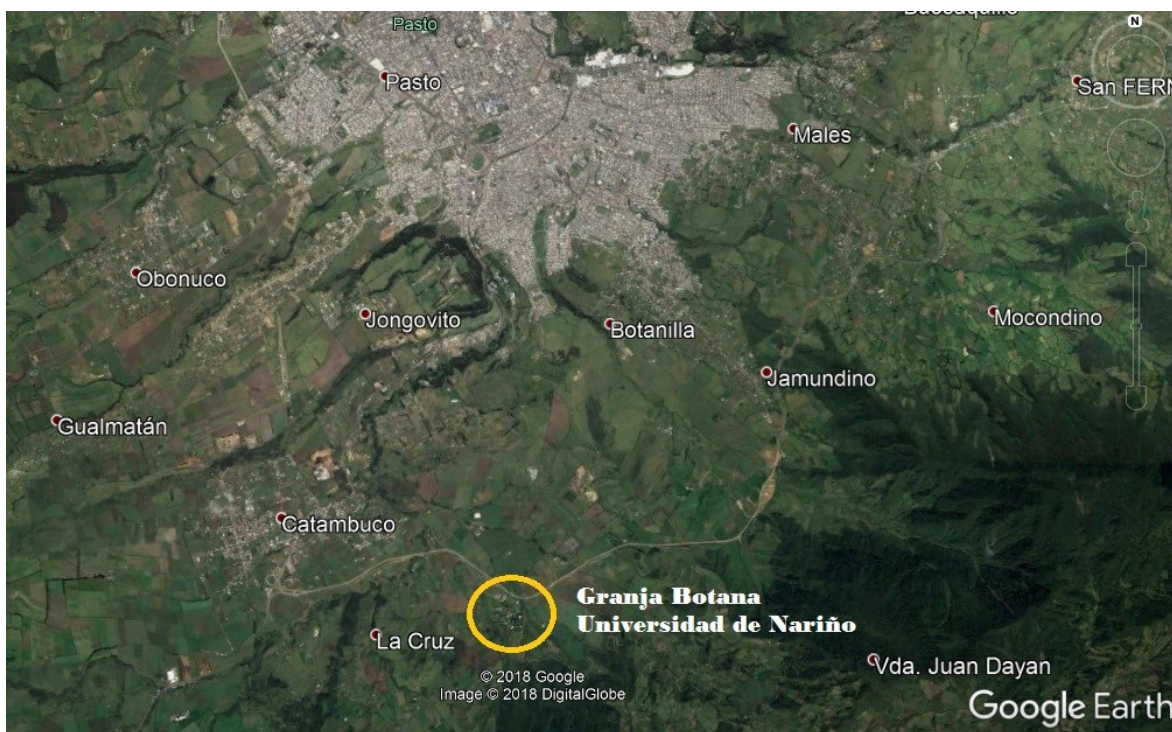 Pasto
N
Pasto
San FERN
Males
Obonuco
Jongovito
Botanilla
Mocondino
Jamundino
Gualmatán
Catambuco
Granja Botana
Universidad de Nariño
La Cruz
Vda. Juan Dayan
© 2018 Google
Image © 2018 DigitalGlobe
Google Earth